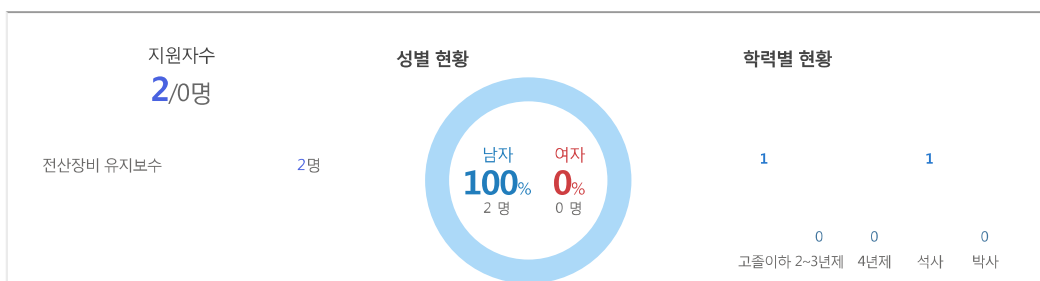 지원자수
2/0명
전산장비 유지보수 2명
성별 현황
남자 여자
100% 0%
2 명 0 명
학력별 현황
1 1
0 0 0
고졸이하 2~3년제 4년제 석사 박사